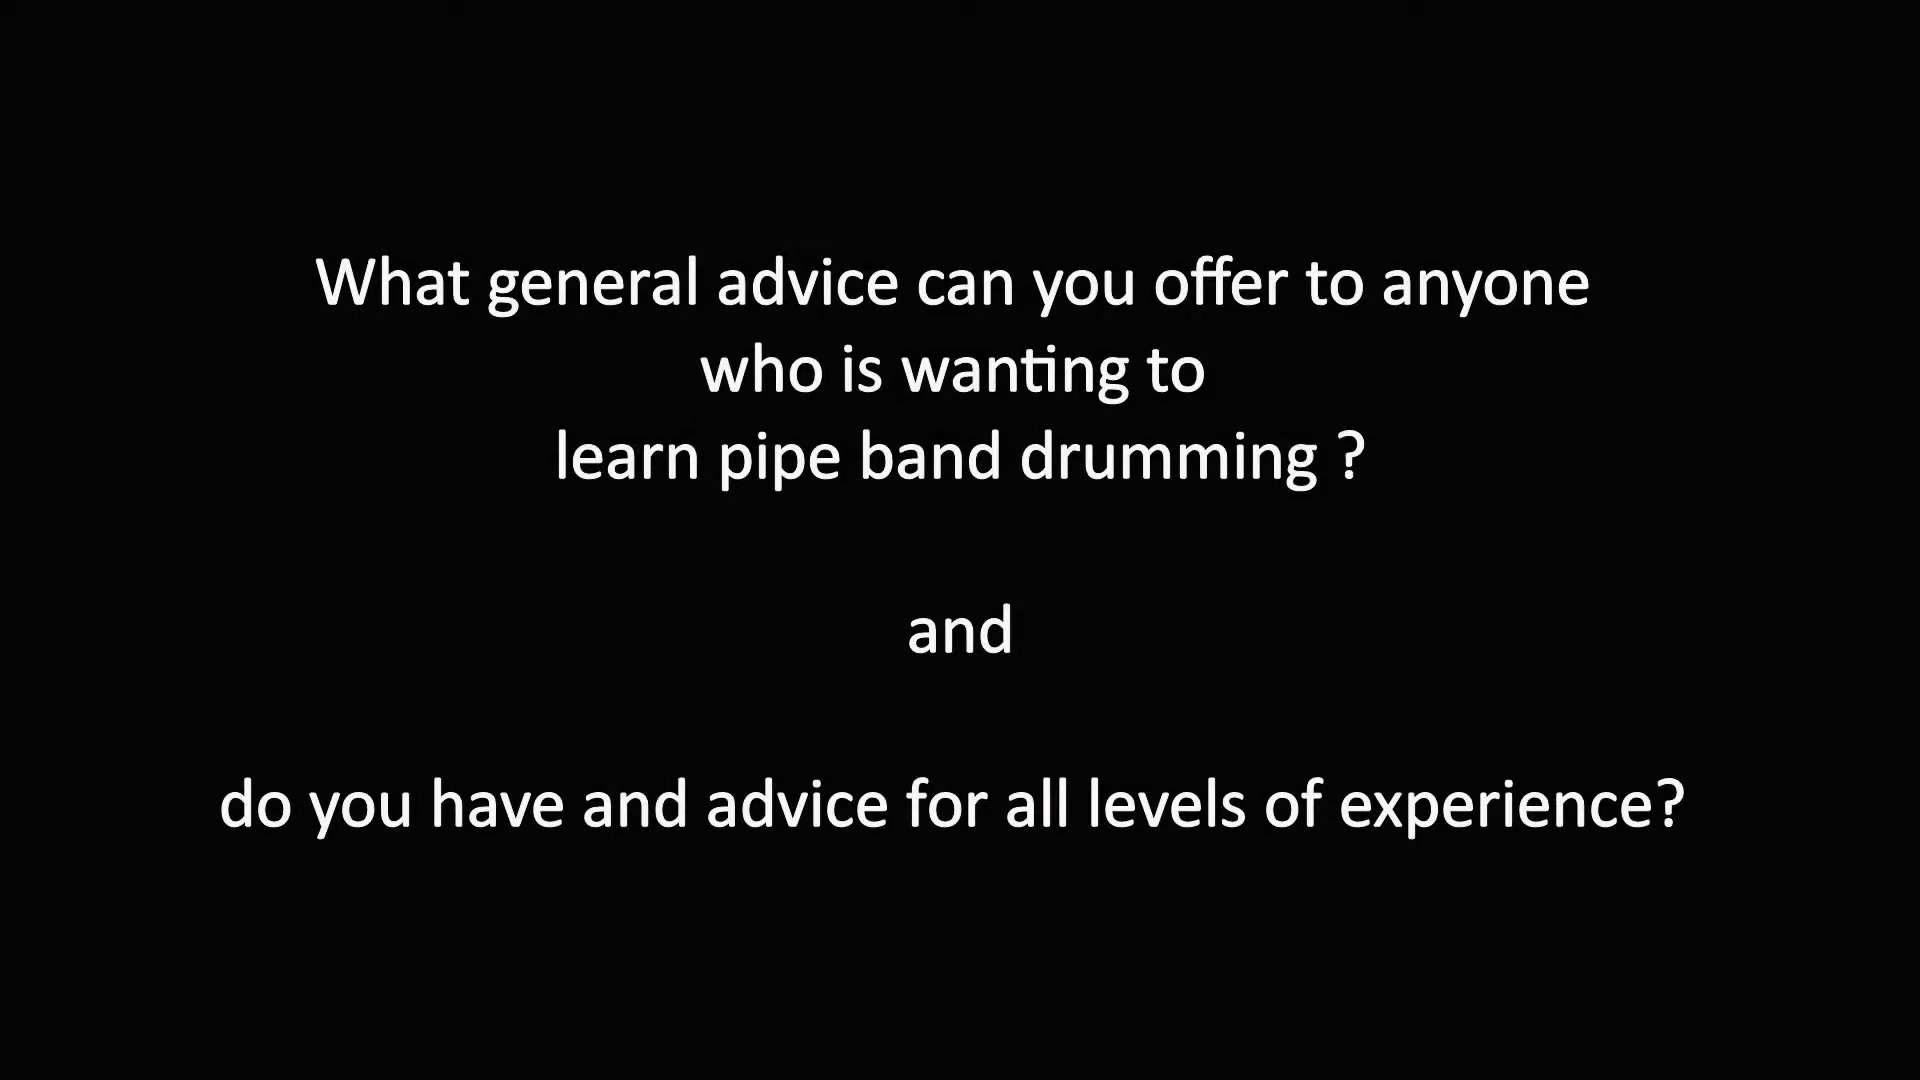 What general advice can you offer to anyone
who is wanting to
learn pipe band drumming ?
and
do you have and advice for all levels of experience?